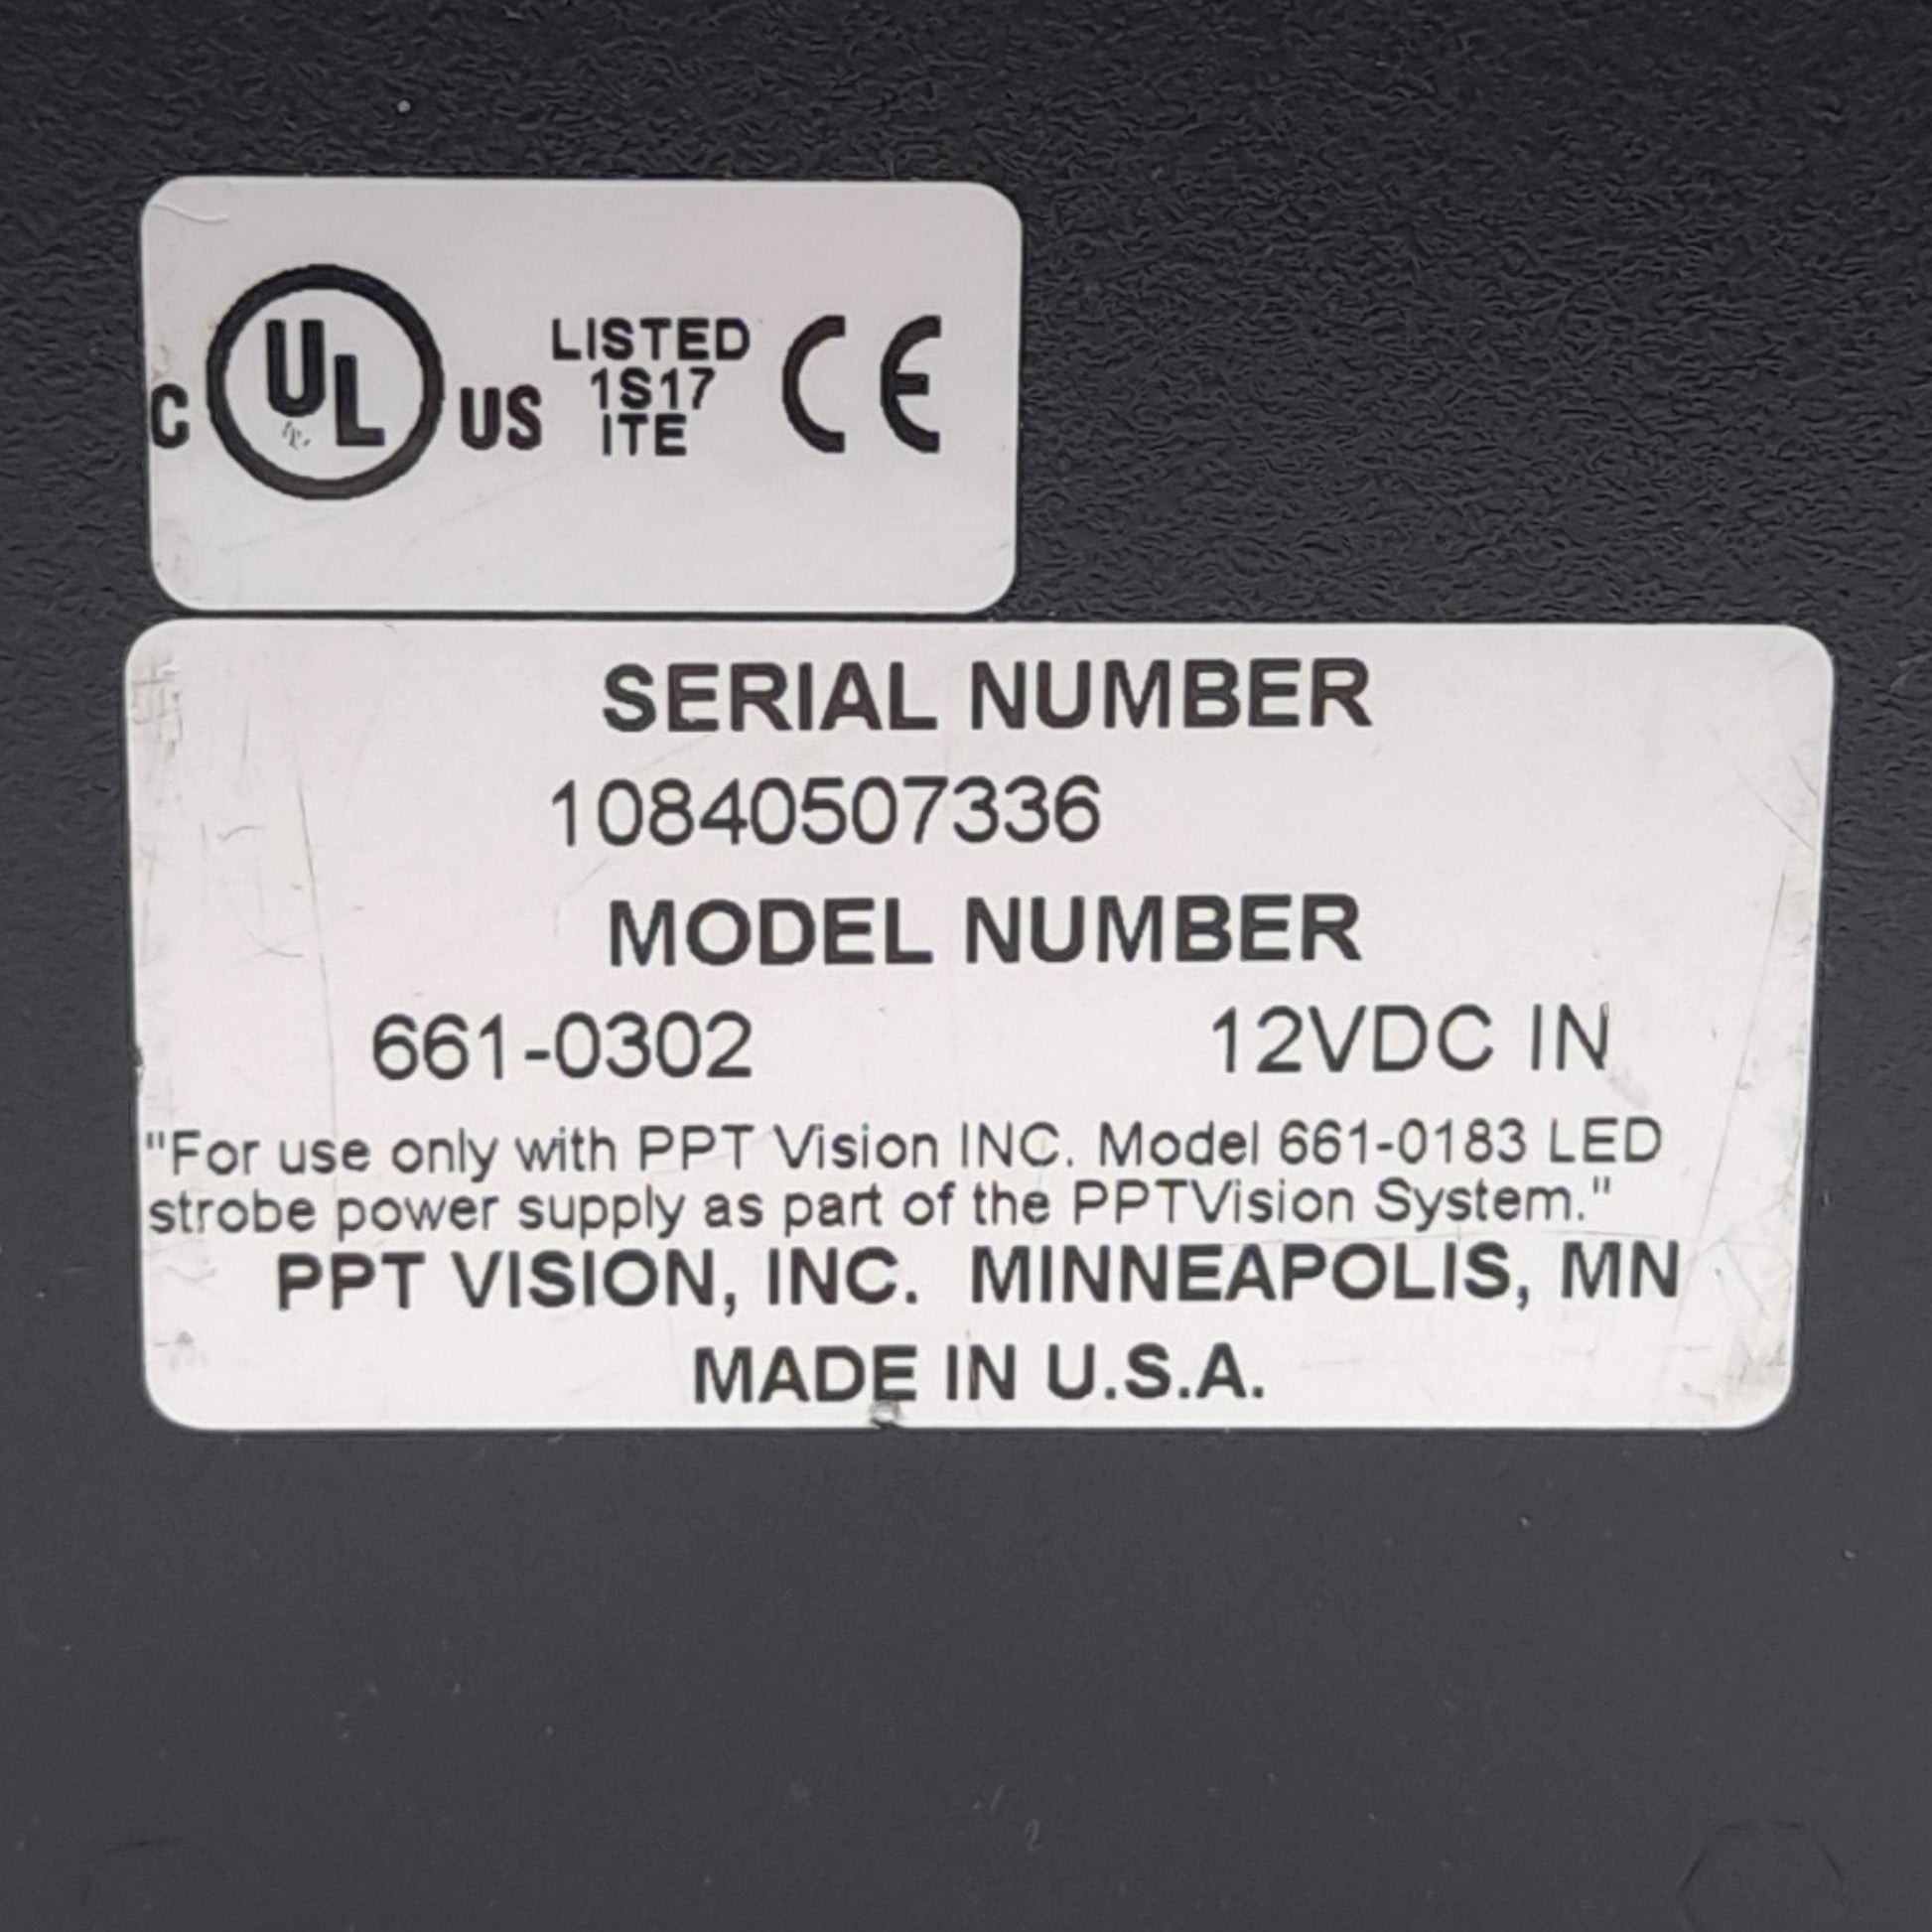 C UL US LISTED CE
1S17
ITE
SERIAL NUMBER
10840507336
MODEL NUMBER
661-0302 12VDC IN
"For use only with PPT Vision INC. Model 661-0183 LED
strobe power supply as part of the PPTVision System."
PPT VISION, INC. MINNEAPOLIS, MN
MADE IN U.S.A.